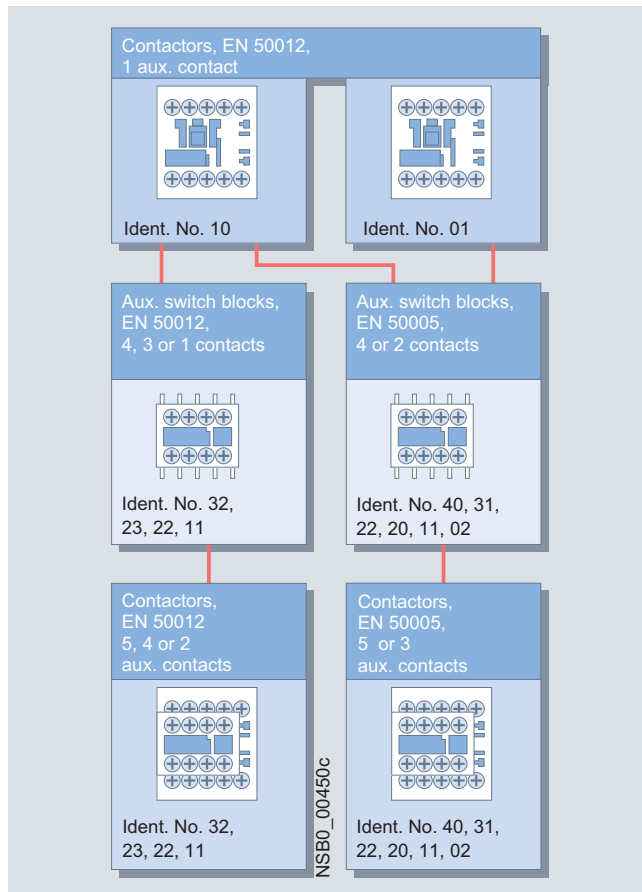 Contactors, EN 50012,
1 aux. contact
Ident. No. 10
Ident. No. 01
Aux. switch blocks,
EN 50012,
4, 3 or 1 contacts
Aux. switch blocks,
EN 50005,
4 or 2 contacts
Ident. No. 32,
23, 22, 11
Ident. No. 40, 31,
22, 20, 11, 02
Contactors,
EN 50012
5, 4 or 2
aux. contacts
Contactors,
EN 50005,
5 or 3
aux. contacts
Ident. No. 32,
23, 22, 11
Ident. No. 40, 31,
22, 20, 11, 02
NSB0_00450c